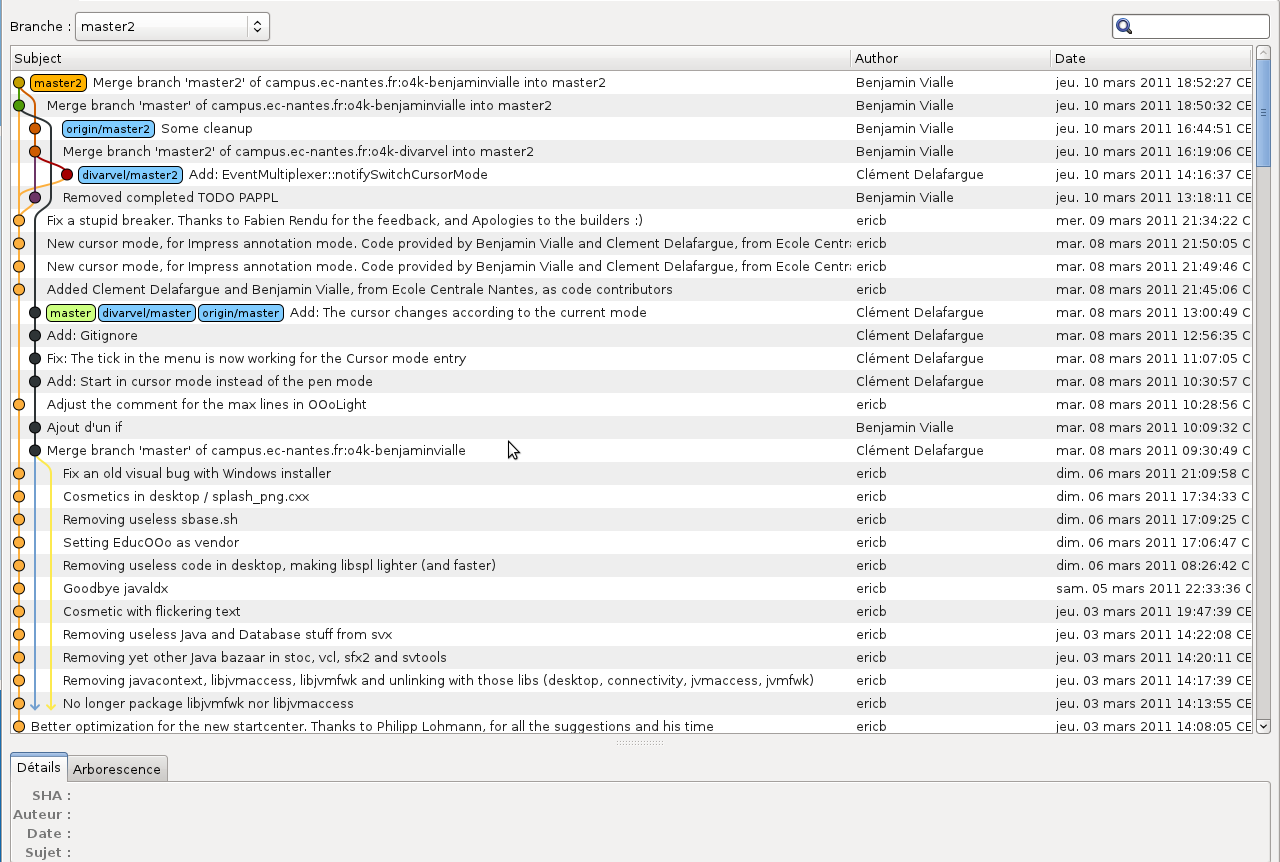 Branche : master2
Subject Author Date
master2 Merge branch 'master2' of campus.ec-nantes.fr:o4k-benjaminvialle into master2 Benjamin Vialle jeu. 10 mars 2011 18:52:27 CE
Merge branch 'master' of campus.ec-nantes.fr:o4k-benjaminvialle into master2 Benjamin Vialle jeu. 10 mars 2011 18:50:32 CE
origin/master2 Some cleanup Benjamin Vialle jeu. 10 mars 2011 16:44:51 CE
Merge branch 'master2' of campus.ec-nantes.fr:o4k-divarvel into master2 Benjamin Vialle jeu. 10 mars 2011 16:19:06 CE
divarvel/master2 Add: EventMultiplexer::notifySwitchCursorMode Clément Delafargue jeu. 10 mars 2011 14:16:37 CE
Removed completed TODO PAPPL Benjamin Vialle jeu. 10 mars 2011 13:18:11 CE
Fix a stupid breaker. Thanks to Fabien Rendu for the feedback, and Apologies to the builders :) ericb mer. 09 mars 2011 21:34:22 C
New cursor mode, for Impress annotation mode. Code provided by Benjamin Vialle and Clement Delafargue, from Ecole Centra ericb mar. 08 mars 2011 21:50:05 C
New cursor mode, for Impress annotation mode. Code provided by Benjamin Vialle and Clement Delafargue, from Ecole Centra ericb mar. 08 mars 2011 21:49:46 C
Added Clement Delafargue and Benjamin Vialle, from Ecole Centrale Nantes, as code contributors ericb mar. 08 mars 2011 21:45:06 C
master divarvel/master origin/master Add: The cursor changes according to the current mode Clément Delafargue mar. 08 mars 2011 13:00:49 C
Add: Gitignore Clément Delafargue mar. 08 mars 2011 12:56:35 C
Fix: The tick in the menu is now working for the Cursor mode entry Clément Delafargue mar. 08 mars 2011 11:07:05 C
Add: Start in cursor mode instead of the pen mode Clément Delafargue mar. 08 mars 2011 10:30:57 C
Adjust the comment for the max lines in OOoLight ericb mar. 08 mars 2011 10:28:56 C
Ajout d'un if Benjamin Vialle mar. 08 mars 2011 10:09:32 C
Merge branch 'master' of campus.ec-nantes.fr:o4k-benjaminvialle Clément Delafargue mar. 08 mars 2011 09:30:49 C
Fix an old visual bug with Windows installer ericb dim. 06 mars 2011 21:09:58 C
Cosmetics in desktop / splash_png.cxx ericb dim. 06 mars 2011 17:34:33 C
Removing useless sbase.sh ericb dim. 06 mars 2011 17:09:25 C
Setting EducOOo as vendor ericb dim. 06 mars 2011 17:06:47 C
Removing useless code in desktop, making libspl lighter (and faster) ericb dim. 06 mars 2011 08:26:42 C
Goodbye javaldx ericb sam. 05 mars 2011 22:33:36 C
Cosmetic with flickering text ericb jeu. 03 mars 2011 19:47:39 CE
Removing useless Java and Database stuff from svx ericb jeu. 03 mars 2011 14:22:08 CE
Removing yet other Java bazaar in stoc, vcl, sfx2 and svtools ericb jeu. 03 mars 2011 14:20:11 CE
Removing javacontext, libjvmaccess, libjvmfwk and unlinking with those libs (desktop, connectivity, jvmaccess, jvmfwk) ericb jeu. 03 mars 2011 14:17:39 CE
No longer package libjvmfwk nor libjvmaccess ericb jeu. 03 mars 2011 14:13:55 CE
Better optimization for the new startcenter. Thanks to Philipp Lohmann, for all the suggestions and his time ericb jeu. 03 mars 2011 14:08:05 CE
Détails Arborescence
SHA :
Auteur :
Date :
Sujet :